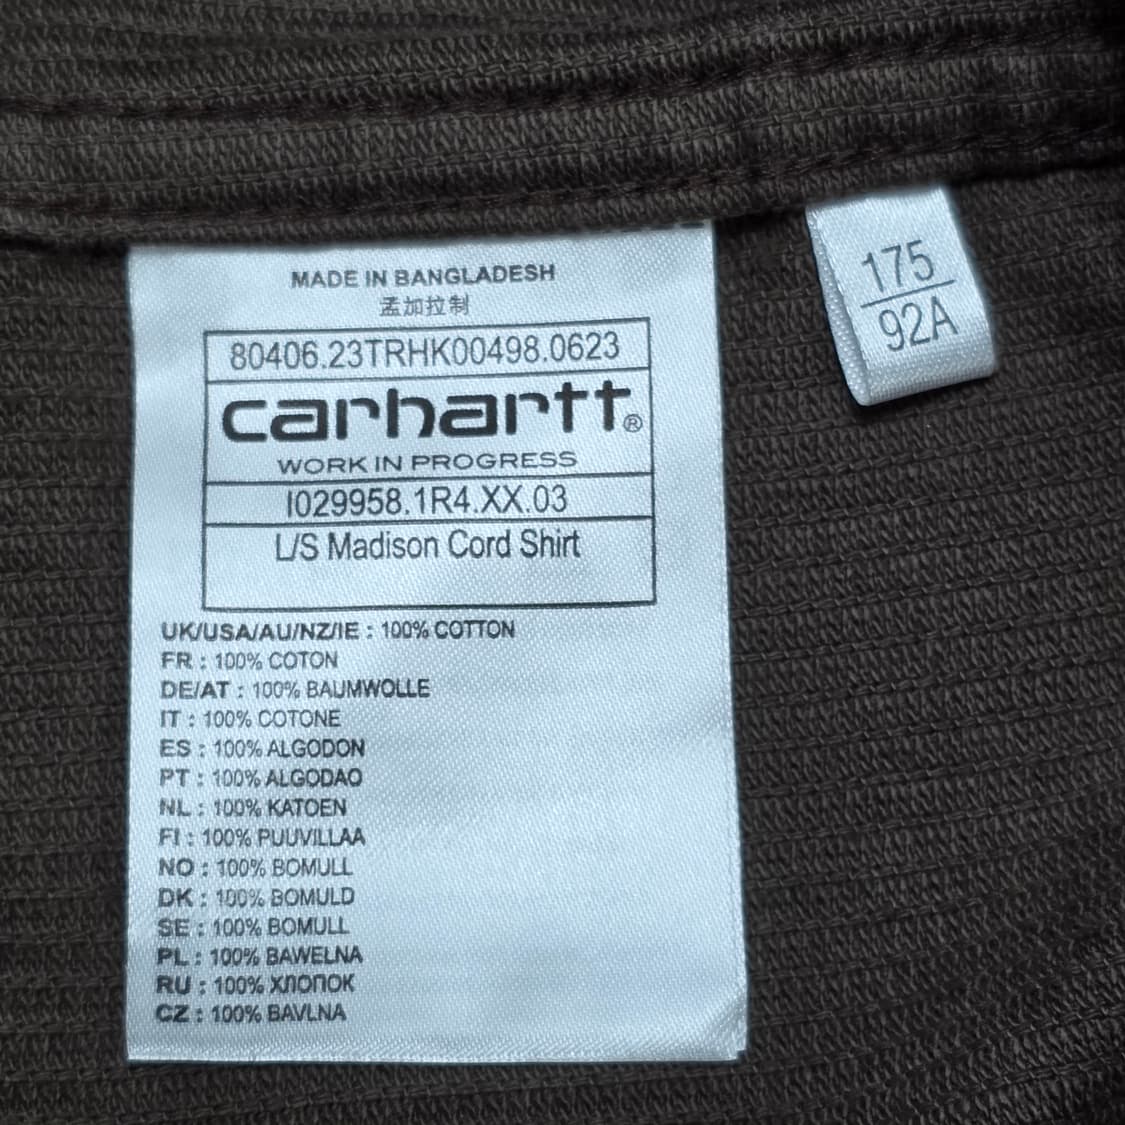 MADE IN BANGLADESH
孟加拉制
80406.23TRHK00498.0623
carhartt®
WORK IN PROGRESS
I029958.1R4.XX.03
L/S Madison Cord Shirt
UK/USA/AU/NZ/IE : 100% COTTON
FR : 100% COTON
DE/AT : 100% BAUMWOLLE
IT : 100% COTONE
ES : 100% ALGODON
PT : 100% ALGODAO
NL : 100% KATOEN
FI : 100% PUUVILLAA
NO : 100% BOMULL
DK : 100% BOMULD
SE : 100% BOMULL
PL : 100% BAWELNA
RU : 100% ХЛОПОК
CZ : 100% BAVLNA
175
92A